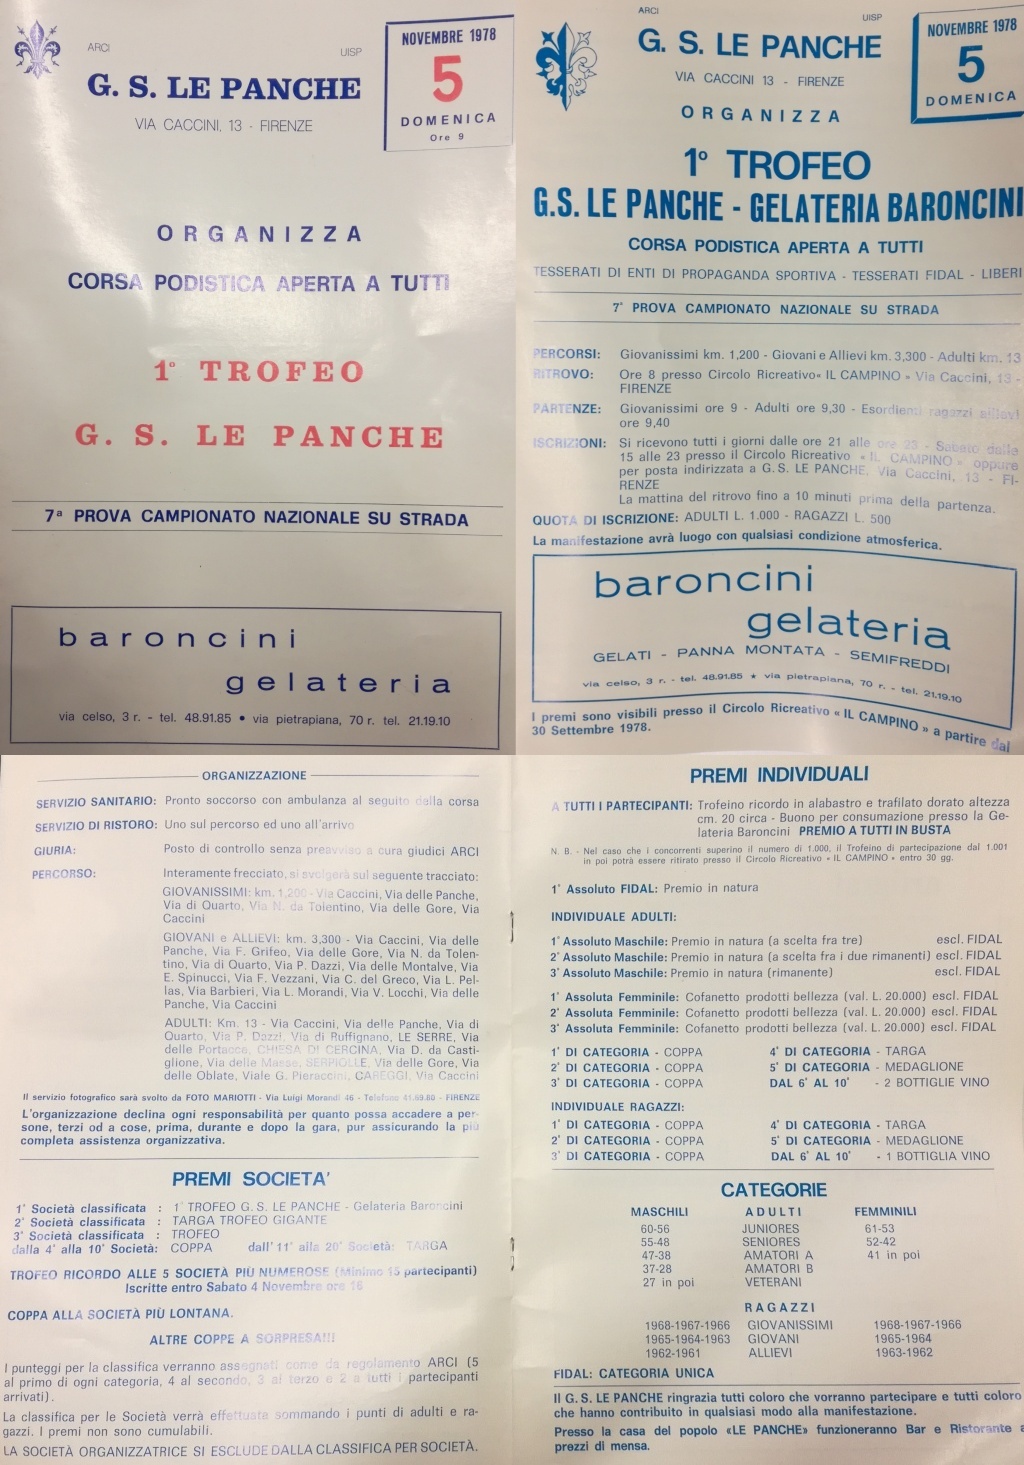 ARCI
UISP
G. S. LE PANCHE
VIA CACCINI, 13 - FIRENZE
NOVEMBRE 1978
5
DOMENICA
Ore 9
ORGANIZZA
CORSA PODISTICA APERTA A TUTTI
1° TROFEO
G. S. LE PANCHE
7ª PROVA CAMPIONATO NAZIONALE SU STRADA
baroncini
gelateria
via celso, 3 r. - tel. 48.91.85 • via pietrapiana, 70 r. tel. 21.19.10
ARCI
UISP
G. S. LE PANCHE
VIA CACCINI 13 - FIRENZE
NOVEMBRE 1978
5
DOMENICA
ORGANIZZA
1° TROFEO
G.S. LE PANCHE - GELATERIA BARONCINI
CORSA PODISTICA APERTA A TUTTI
TESSERATI DI ENTI DI PROPAGANDA SPORTIVA - TESSERATI FIDAL - LIBERI
7ª PROVA CAMPIONATO NAZIONALE SU STRADA
PERCORSI: Giovanissimi km. 1,200 - Giovani e Allievi km. 3,300 - Adulti km. 13
RITROVO: Ore 8 presso Circolo Ricreativo« IL CAMPINO » Via Caccini, 13 -
FIRENZE
PARTENZE: Giovanissimi ore 9 - Adulti ore 9,30 - Esordienti ragazzi allievi
ore 9,40
ISCRIZIONI: Si ricevono tutti i giorni dalle ore 21 alle ore 23 - Sabato dalle
15 alle 23 presso il Circolo Ricreativo « IL CAMPINO » oppure
per posta indirizzata a G. S. LE PANCHE, Via Caccini, 13 - FI-
RENZE
La mattina del ritrovo fino a 10 minuti prima della partenza.
QUOTA DI ISCRIZIONE: ADULTI L. 1.000 - RAGAZZI L. 500
La manifestazione avrà luogo con qualsiasi condizione atmosferica.
baroncini
gelateria
GELATI - PANNA MONTATA - SEMIFREDDI
via celso, 3 r. - tel. 48.91.85 ★ via pietrapiana, 70 r. - tel. 21.19.10
I premi sono visibili presso il Circolo Ricreativo « IL CAMPINO » a partire dal
30 Settembre 1978.
ORGANIZZAZIONE
SERVIZIO SANITARIO: Pronto soccorso con ambulanza al seguito della corsa
SERVIZIO DI RISTORO: Uno sul percorso ed uno all'arrivo
GIURIA: Posto di controllo senza preavviso a cura giudici ARCI
PERCORSO: Interamente frecciato, si svolgerà sul seguente tracciato:
GIOVANISSIMI: km. 1,200 - Via Caccini, Via delle Panche,
Via di Quarto, Via N. da Tolentino, Via delle Gore, Via
Caccini
GIOVANI e ALLIEVI: km. 3,300 - Via Caccini, Via delle
Panche, Via F. Grifeo, Via delle Gore, Via N. da Tolen-
tino, Via di Quarto, Via P. Dazzi, Via delle Montalve, Via
E. Spinucci, Via F. Vezzani, Via C. del Greco, Via L. Pel-
las, Via Barbieri, Via L. Morandi, Via V. Locchi, Via delle
Panche, Via Caccini
ADULTI: Km. 13 - Via Caccini, Via delle Panche, Via di
Quarto, Via P. Dazzi, Via di Ruffignano, LE SERRE, Via
delle Portacce, CHIESA DI CERCINA, Via D. da Casti-
glione, Via delle Masse, SERPIOLLE, Via delle Gore, Via
delle Oblate, Viale G. Pieraccini, CAREGGI, Via Caccini
Il servizio fotografico sarà svolto da FOTO MARIOTTI - Via Luigi Morandi 46 - Telefono 41.69.80 - FIRENZE
L'organizzazione declina ogni responsabilità per quanto possa accadere a per-
sone, terzi od a cose, prima, durante e dopo la gara, pur assicurando la più
completa assistenza organizzativa.
PREMI SOCIETA'
1ª Società classificata : 1° TROFEO G. S. LE PANCHE - Gelateria Baroncini
2ª Società classificata : TARGA TROFEO GIGANTE
3ª Società classificata : TROFEO
dalla 4ª alla 10ª Società: COPPA dall'11ª alla 20ª Società: TARGA
TROFEO RICORDO ALLE 5 SOCIETÀ PIÙ NUMEROSE (Minimo 15 partecipanti)
Iscritte entro Sabato 4 Novembre ore 16
COPPA ALLA SOCIETÀ PIÙ LONTANA.
ALTRE COPPE A SORPRESA!!!
I punteggi per la classifica verranno assegnati come da regolamento ARCI (5
al primo di ogni categoria, 4 al secondo, 3 al terzo e 2 a tutti i partecipanti
arrivati).
La classifica per le Società verrà effettuata sommando i punti di adulti e ra-
gazzi. I premi non sono cumulabili.
LA SOCIETÀ ORGANIZZATRICE SI ESCLUDE DALLA CLASSIFICA PER SOCIETÀ.
PREMI INDIVIDUALI
A TUTTI I PARTECIPANTI: Trofeino ricordo in alabastro e trafilato dorato altezza
cm. 20 circa - Buono per consumazione presso la Ge-
lateria Baroncini PREMIO A TUTTI IN BUSTA
N. B. - Nel caso che i concorrenti superino il numero di 1.000, il Trofeino di partecipazione dal 1.001
in poi potrà essere ritirato presso il Circolo Ricreativo « IL CAMPINO » entro 30 gg.
1° Assoluto FIDAL: Premio in natura
INDIVIDUALE ADULTI:
1° Assoluto Maschile: Premio in natura (a scelta fra tre) escl. FIDAL
2° Assoluto Maschile: Premio in natura (a scelta fra i due rimanenti) escl. FIDAL
3° Assoluto Maschile: Premio in natura (rimanente) escl. FIDAL
1ª Assoluta Femminile: Cofanetto prodotti bellezza (val. L. 20.000) escl. FIDAL
2ª Assoluta Femminile: Cofanetto prodotti bellezza (val. L. 20.000) escl. FIDAL
3ª Assoluta Femminile: Cofanetto prodotti bellezza (val. L. 20.000) escl. FIDAL
1° DI CATEGORIA - COPPA 4° DI CATEGORIA - TARGA
2° DI CATEGORIA - COPPA 5° DI CATEGORIA - MEDAGLIONE
3° DI CATEGORIA - COPPA DAL 6° AL 10° - 2 BOTTIGLIE VINO
INDIVIDUALE RAGAZZI:
1° DI CATEGORIA - COPPA 4° DI CATEGORIA - TARGA
2° DI CATEGORIA - COPPA 5° DI CATEGORIA - MEDAGLIONE
3° DI CATEGORIA - COPPA DAL 6° AL 10° - 1 BOTTIGLIA VINO
CATEGORIE
MASCHILI ADULTI FEMMINILI
60-56 JUNIORES 61-53
55-48 SENIORES 52-42
47-38 AMATORI A 41 in poi
37-28 AMATORI B
27 in poi VETERANI
RAGAZZI
1968-1967-1966 GIOVANISSIMI 1968-1967-1966
1965-1964-1963 GIOVANI 1965-1964
1962-1961 ALLIEVI 1963-1962
FIDAL: CATEGORIA UNICA
Il G. S. LE PANCHE ringrazia tutti coloro che vorranno partecipare e tutti coloro
che hanno contribuito in qualsiasi modo alla manifestazione.
Presso la casa del popolo «LE PANCHE» funzioneranno Bar e Ristorante a
prezzi di mensa.